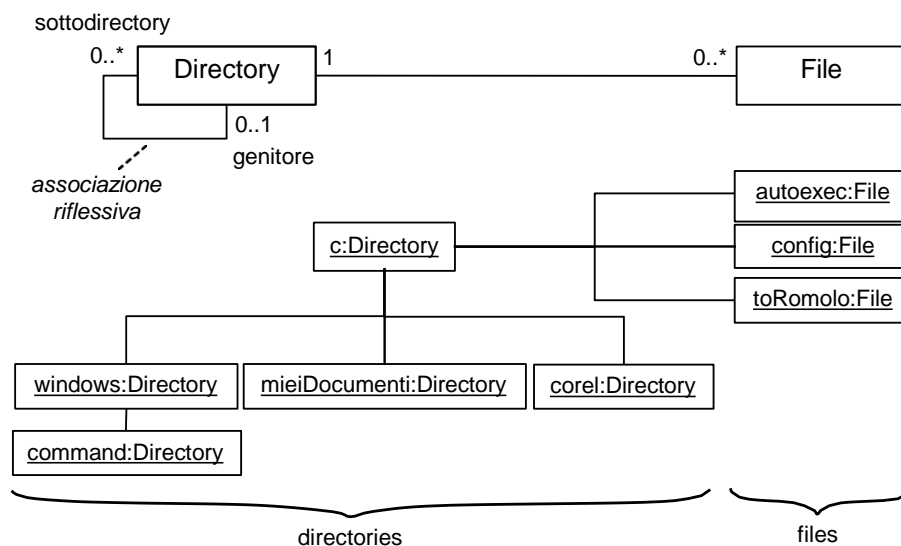 sottodirectory
0..*
Directory
1
0..*
File
0..1
genitore
associazione
riflessiva
autoexec:File
c:Directory
config:File
toRomolo:File
windows:Directory
mieiDocumenti:Directory
corel:Directory
command:Directory
directories
files